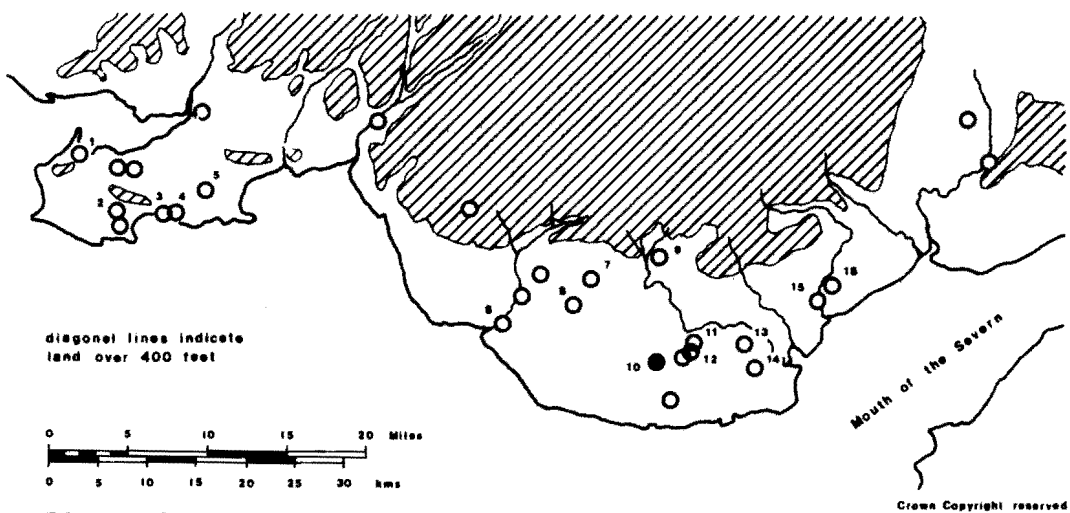 1
2
3
4
5
6
7
8
9
10
11
12
13
14
15
16
diagonal lines indicate
land over 400 feet
0 5 10 15 20 Miles
0 5 10 15 20 25 30 kms
Mouth of the Severn
Crown Copyright reserved